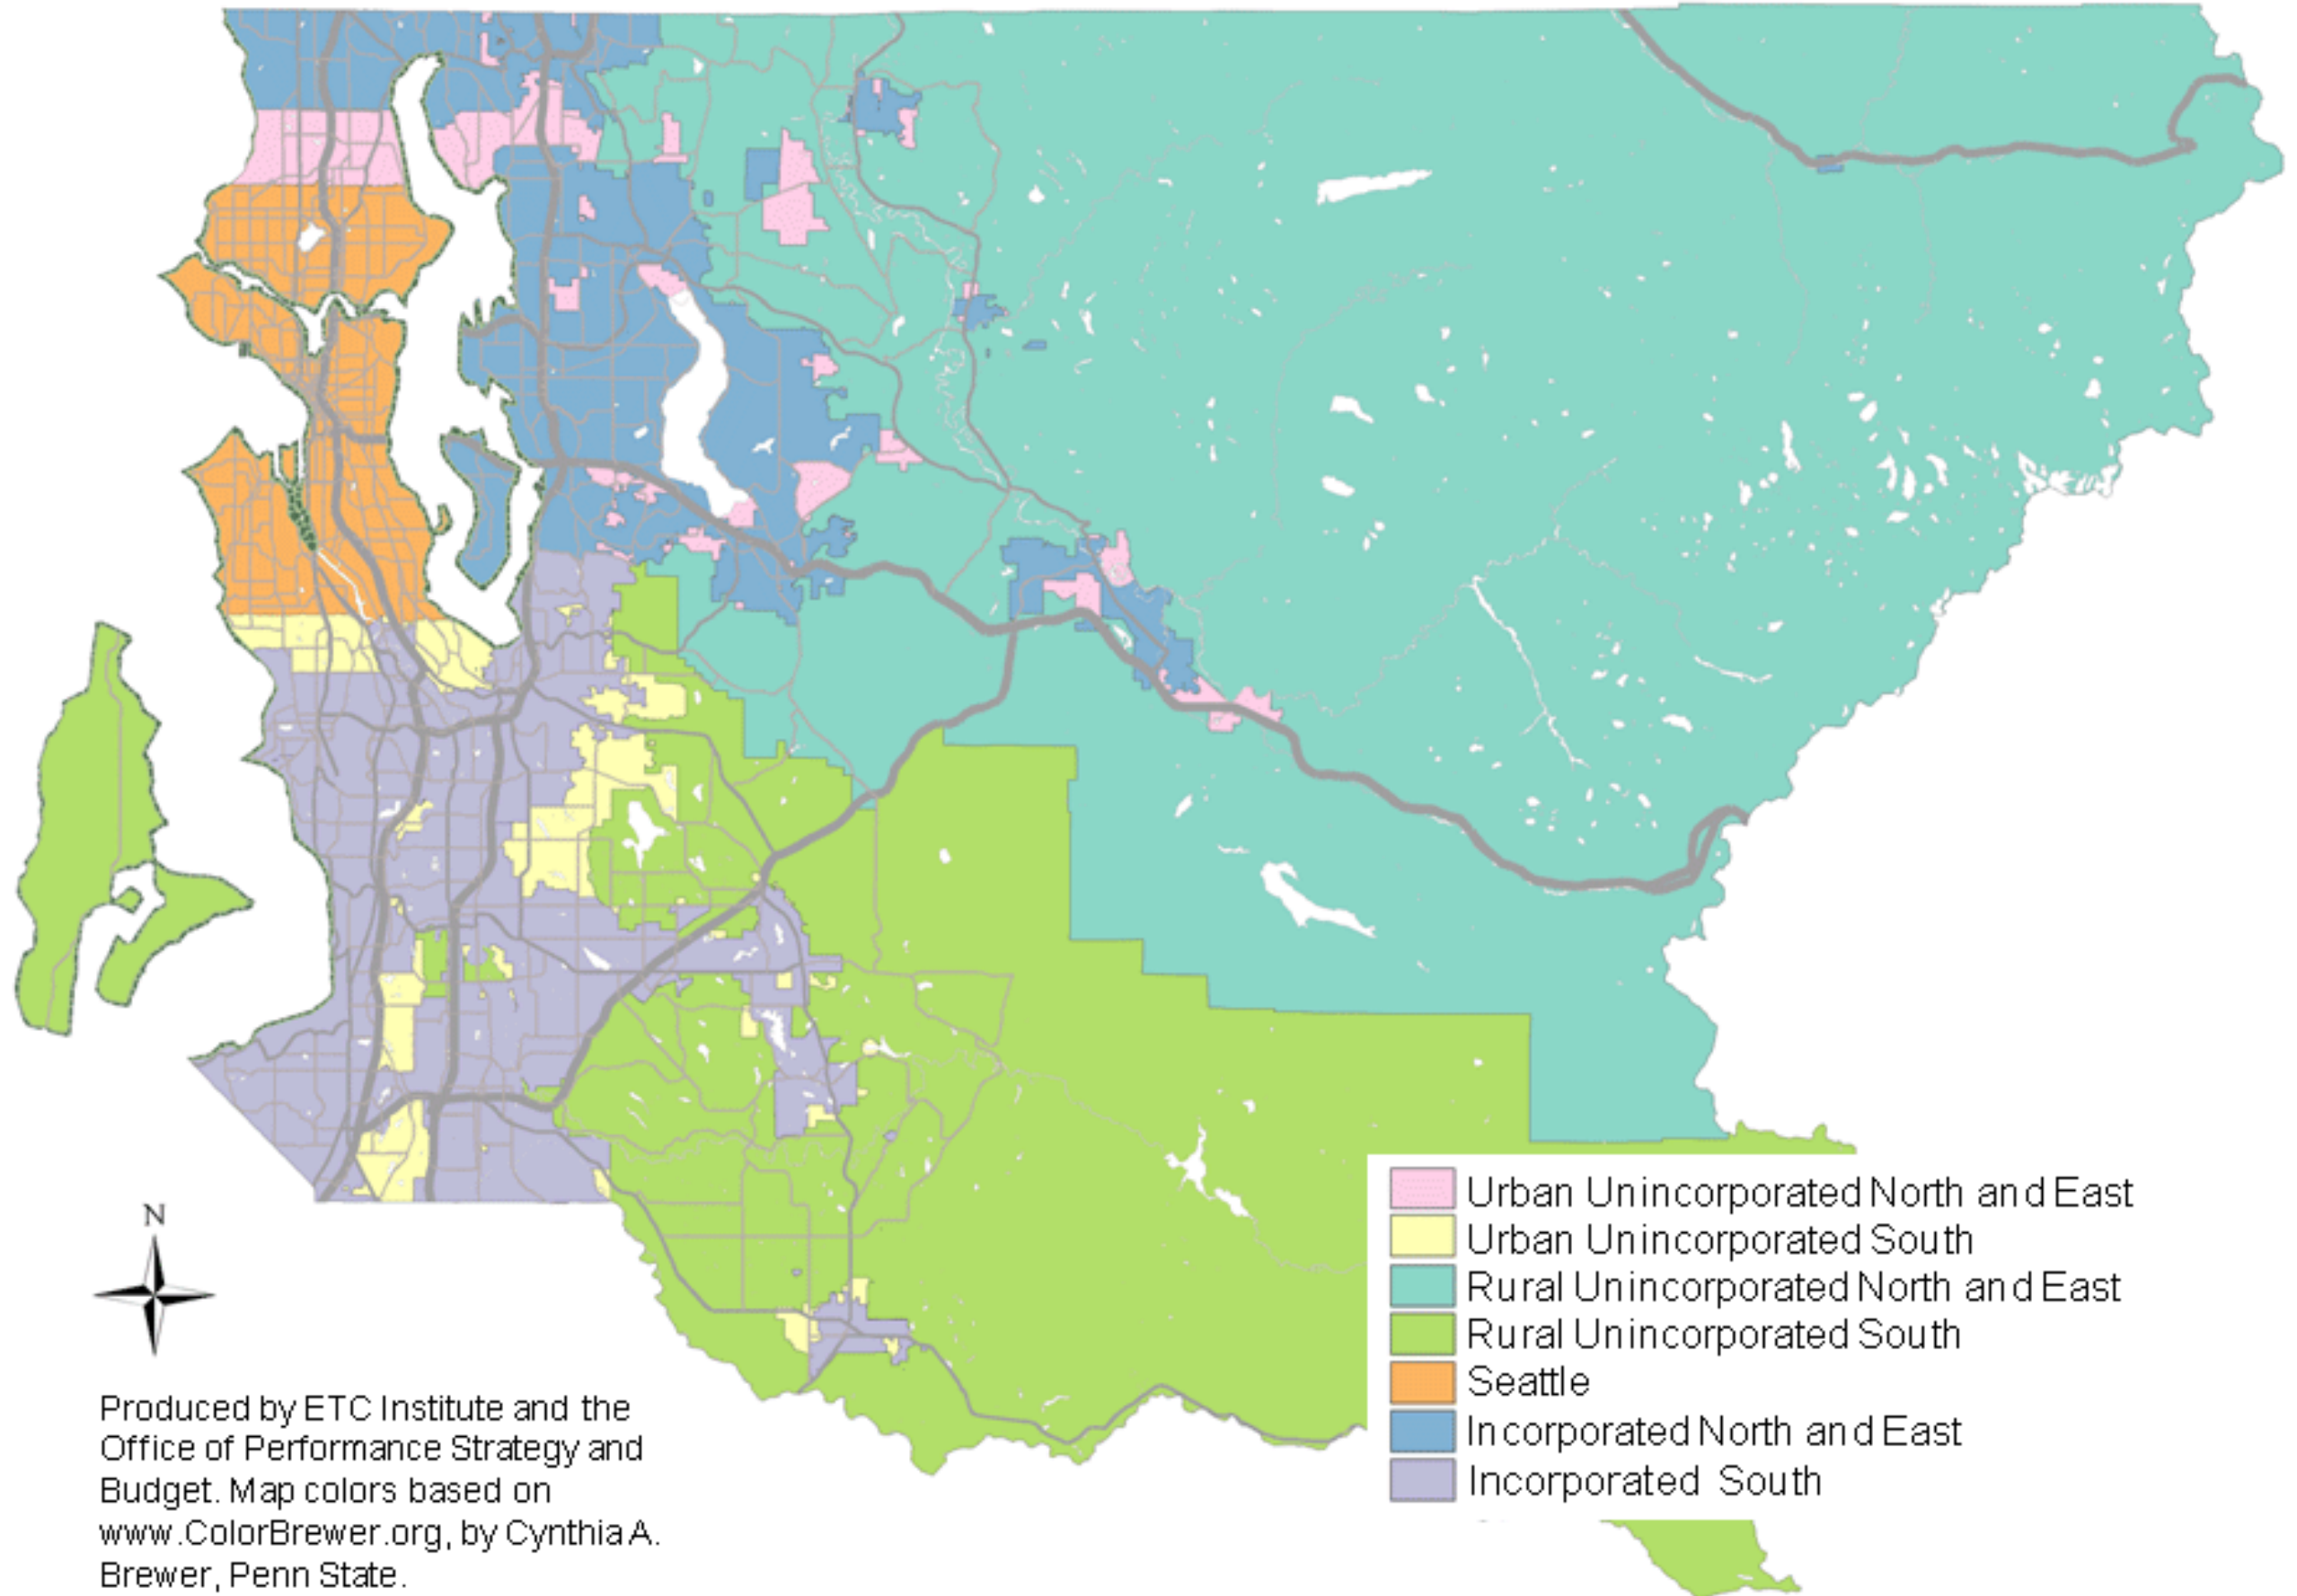 N
Urban Unincorporated North and East
Urban Unincorporated South
Rural Unincorporated North and East
Rural Unincorporated South
Seattle
Incorporated North and East
Incorporated South
Produced by ETC Institute and the
Office of Performance Strategy and
Budget. Map colors based on
www.ColorBrewer.org, by Cynthia A.
Brewer, Penn State.